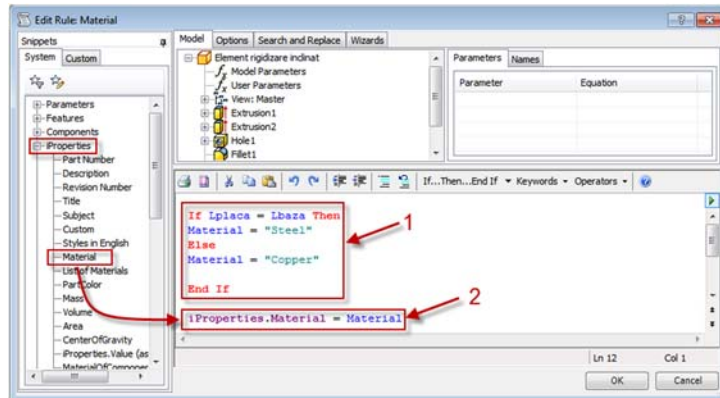 Edit Rule: Material
Snippets
System Custom
Parameters
Features
Components
iProperties
Part Number
Description
Revision Number
Title
Subject
Custom
Styles in English
Material
List of Materials
PartColor
Mass
Volume
Area
CenterOfGravity
iProperties.Value (as
MaterialOfComponer
Model Options Search and Replace Wizards
Element rigidizare inclinat
Model Parameters
User Parameters
View: Master
Extrusion1
Extrusion2
Hole1
Fillet1
Parameters Names
Parameter Equation
If...Then...End If Keywords Operators
If Lplaca = Lbaza Then
Material = "Steel"
Else
Material = "Copper"
End If
1
iProperties.Material = Material
2
Ln 12 Col 1
OK Cancel